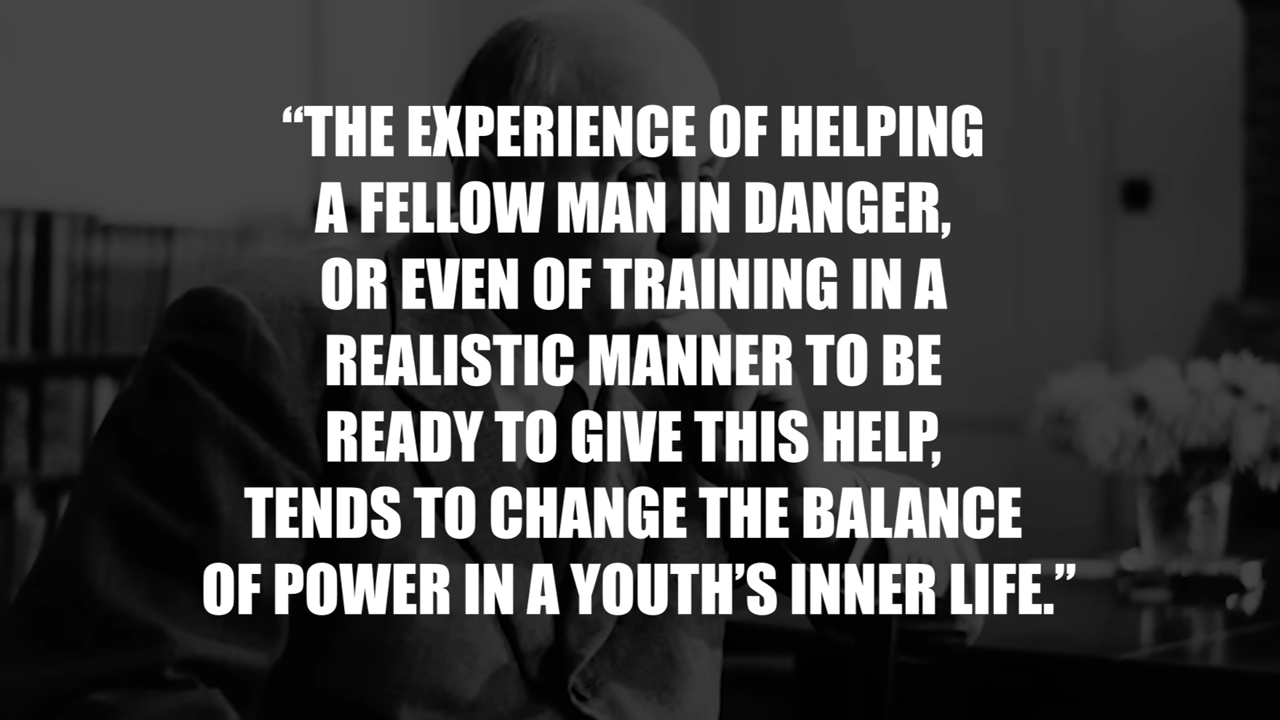 “THE EXPERIENCE OF HELPING
A FELLOW MAN IN DANGER,
OR EVEN OF TRAINING IN A
REALISTIC MANNER TO BE
READY TO GIVE THIS HELP,
TENDS TO CHANGE THE BALANCE
OF POWER IN A YOUTH’S INNER LIFE.”